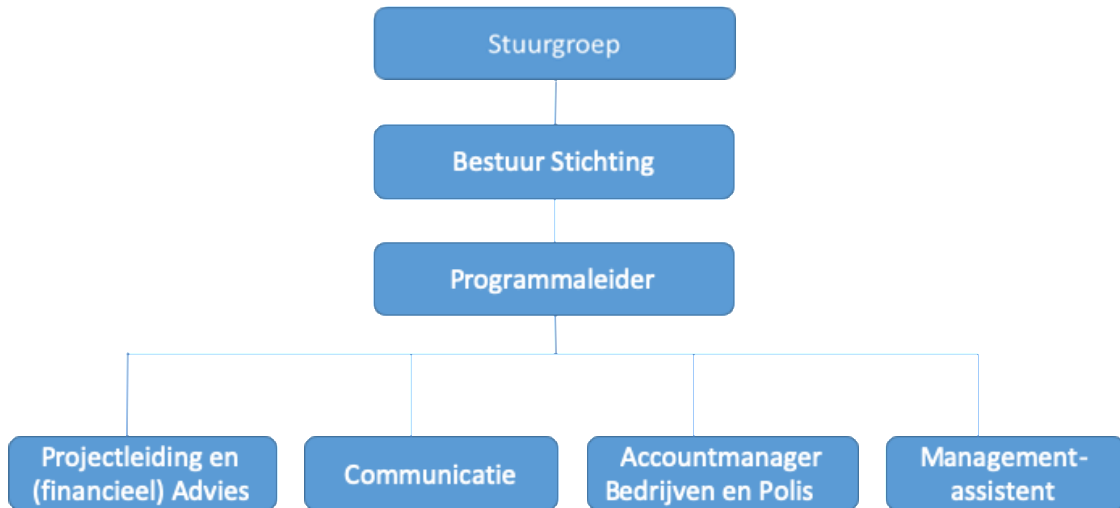 Stuurgroep
Bestuur Stichting
Programmaleider
Projectleiding en
(financieel) Advies
Communicatie
Accountmanager
Bedrijven en Polis
Management-
assistent